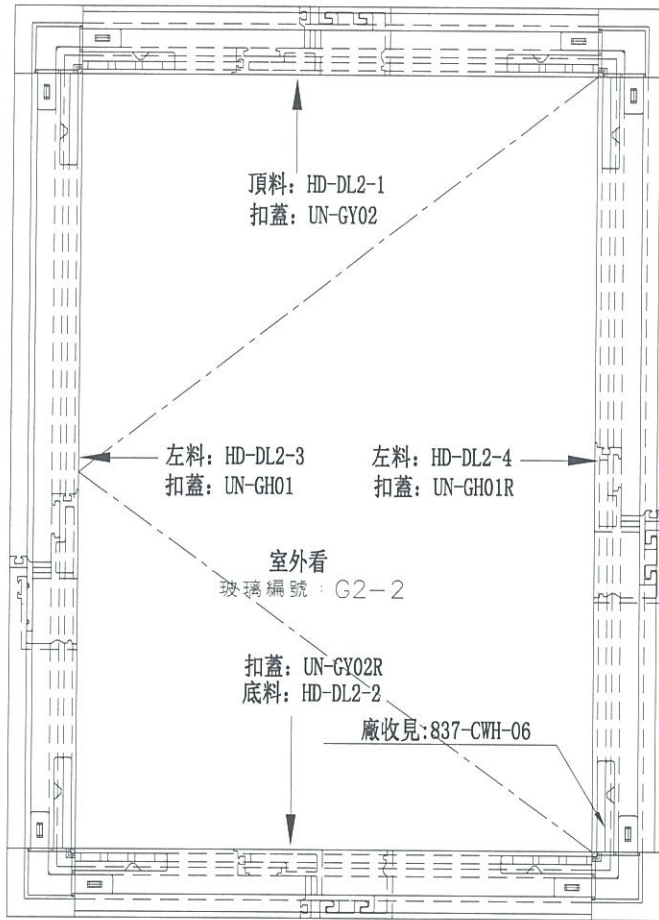 頂料: HD-DL2-1
扣蓋: UN-GY02
左料: HD-DL2-3
扣蓋: UN-GH01
左料: HD-DL2-4
扣蓋: UN-GH01R
室外看
玻璃編號：G2-2
扣蓋: UN-GY02R
底料: HD-DL2-2
廠收見:837-CWH-06